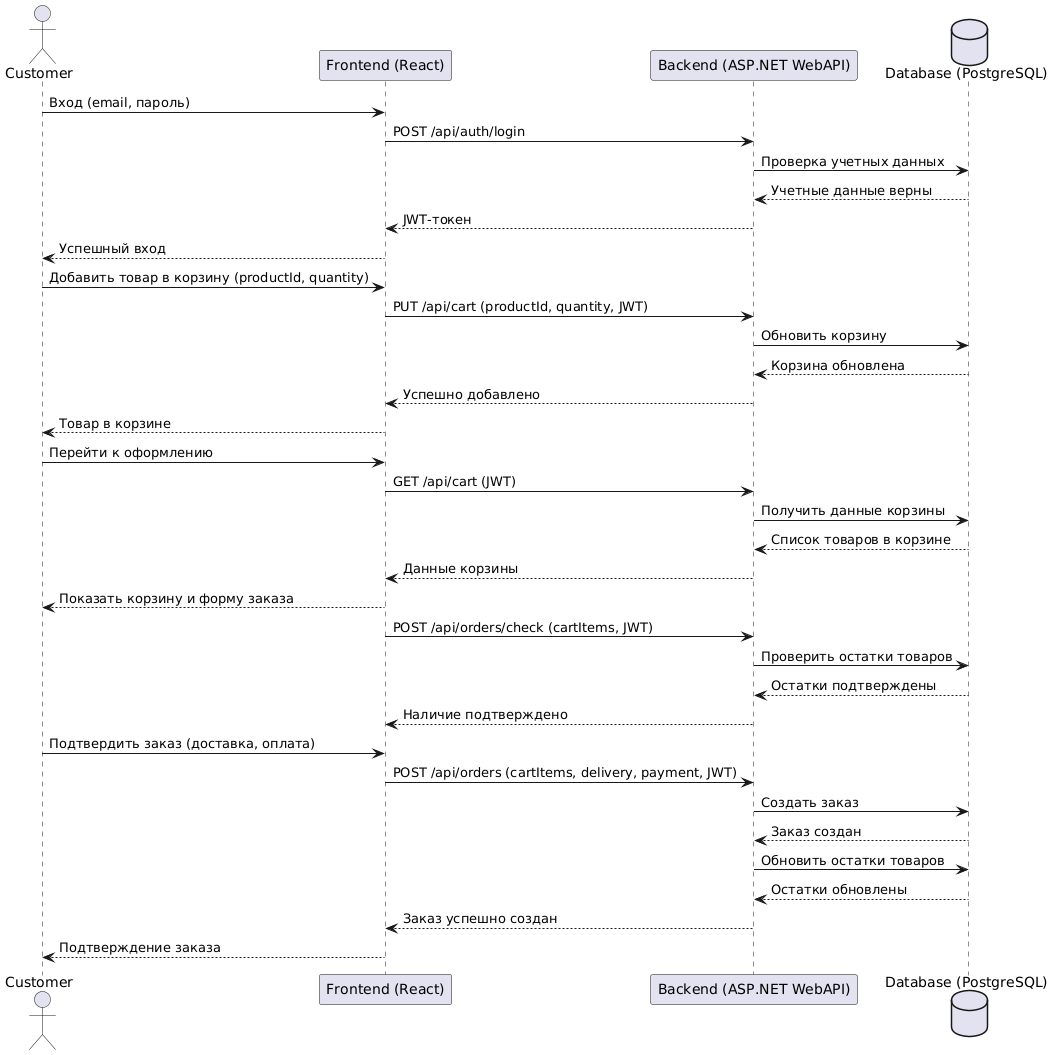 Customer
Frontend (React)
Backend (ASP.NET WebAPI)
Database (PostgreSQL)
Вход (email, пароль)
POST /api/auth/login
Проверка учетных данных
Учетные данные верны
JWT-токен
Успешный вход
Добавить товар в корзину (productId, quantity)
PUT /api/cart (productId, quantity, JWT)
Обновить корзину
Корзина обновлена
Успешно добавлено
Товар в корзине
Перейти к оформлению
GET /api/cart (JWT)
Получить данные корзины
Список товаров в корзине
Данные корзины
Показать корзину и форму заказа
POST /api/orders/check (cartItems, JWT)
Проверить остатки товаров
Остатки подтверждены
Наличие подтверждено
Подтвердить заказ (доставка, оплата)
POST /api/orders (cartItems, delivery, payment, JWT)
Создать заказ
Заказ создан
Обновить остатки товаров
Остатки обновлены
Заказ успешно создан
Подтверждение заказа
Customer
Frontend (React)
Backend (ASP.NET WebAPI)
Database (PostgreSQL)